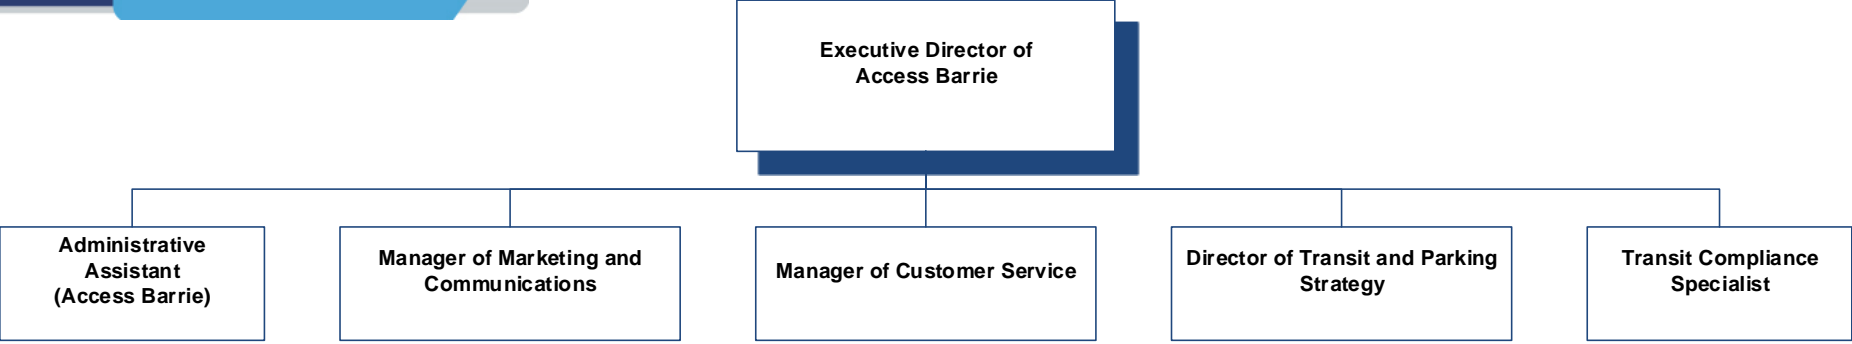 Executive Director of
Access Barrie
Administrative
Assistant
(Access Barrie)
Manager of Marketing and
Communications
Manager of Customer Service
Director of Transit and Parking
Strategy
Transit Compliance
Specialist